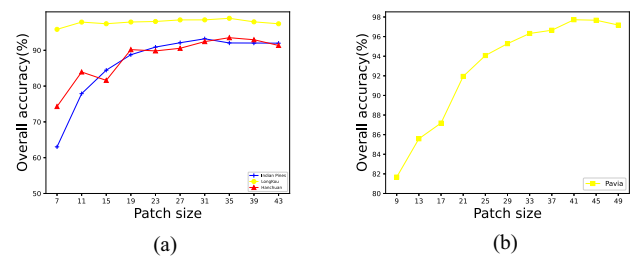 Overall accuracy(%)
90
80
70
60
50
7 11 15 19 23 27 31 35 39 43
Patch size
Indian Pines
LongKou
Hanchuan
(a)
Overall accuracy(%)
98
96
94
92
90
88
86
84
82
80
9 13 17 21 25 29 33 37 41 45 49
Patch size
Pavia
(b)